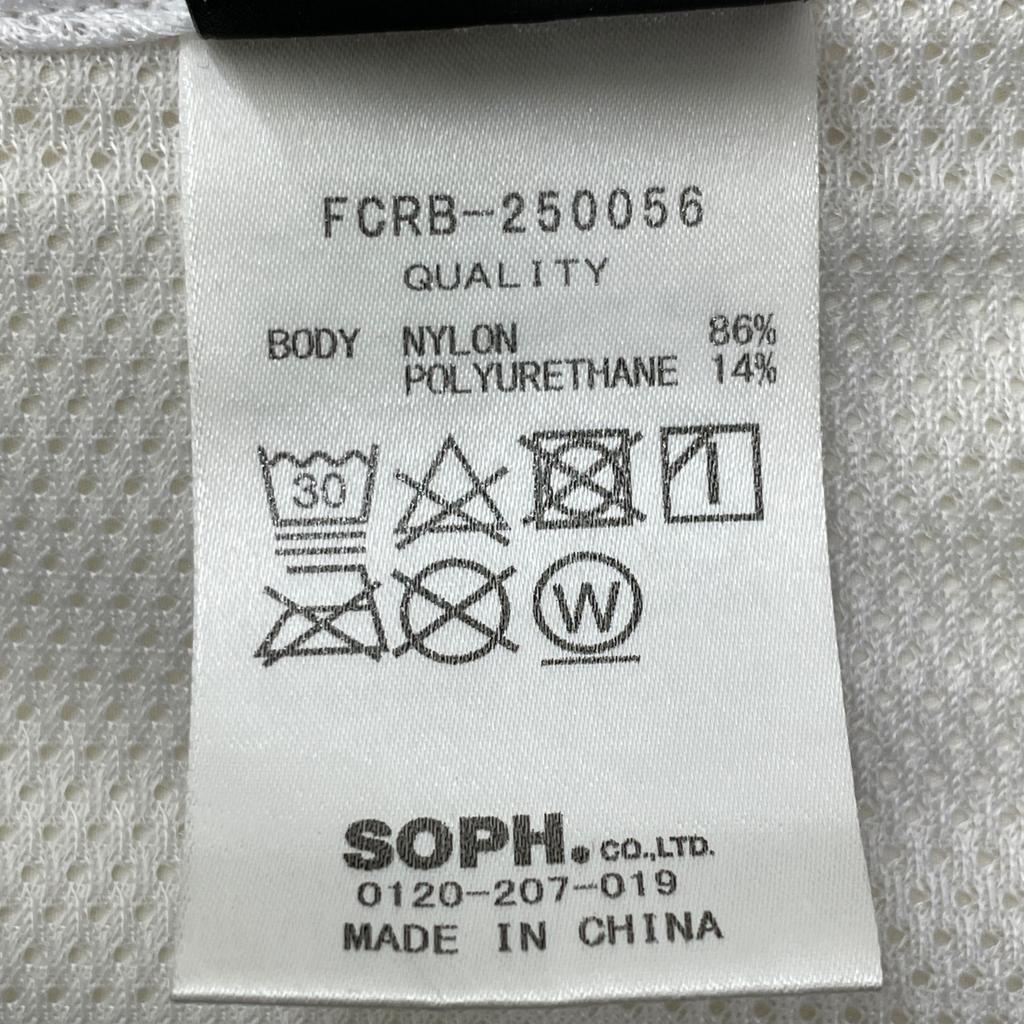 FCRB-250056
QUALITY
BODY NYLON 86%
POLYURETHANE 14%
30
W
SOPH. CO.,LTD.
0120-207-019
MADE IN CHINA